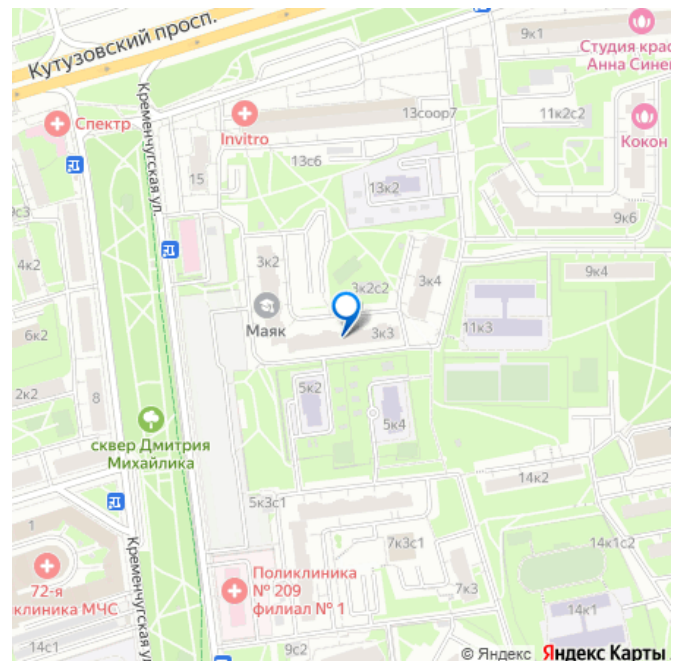 Кутузовский просп.
9к1
Студия крас
Анна Синев
Спектр
Invitro
13соор7
11к2с2
Кокон
Кременчугская ул.
13с6
15
13к2
9с3
9к6
4к2
3к2
3к2с2
3к4
9к4
Маяк
3к3
11к3
6к2
2к2
8
5к2
5к4
сквер Дмитрия
Михайлика
14к2
5к3с1
1
7к3с1
14к1с2
72-я
клиника МЧС
Кременчугская ул
Поликлиника
№ 209
филиал № 1
7к3
14к1
14с1
9с2
© Яндекс Яндекс Карты